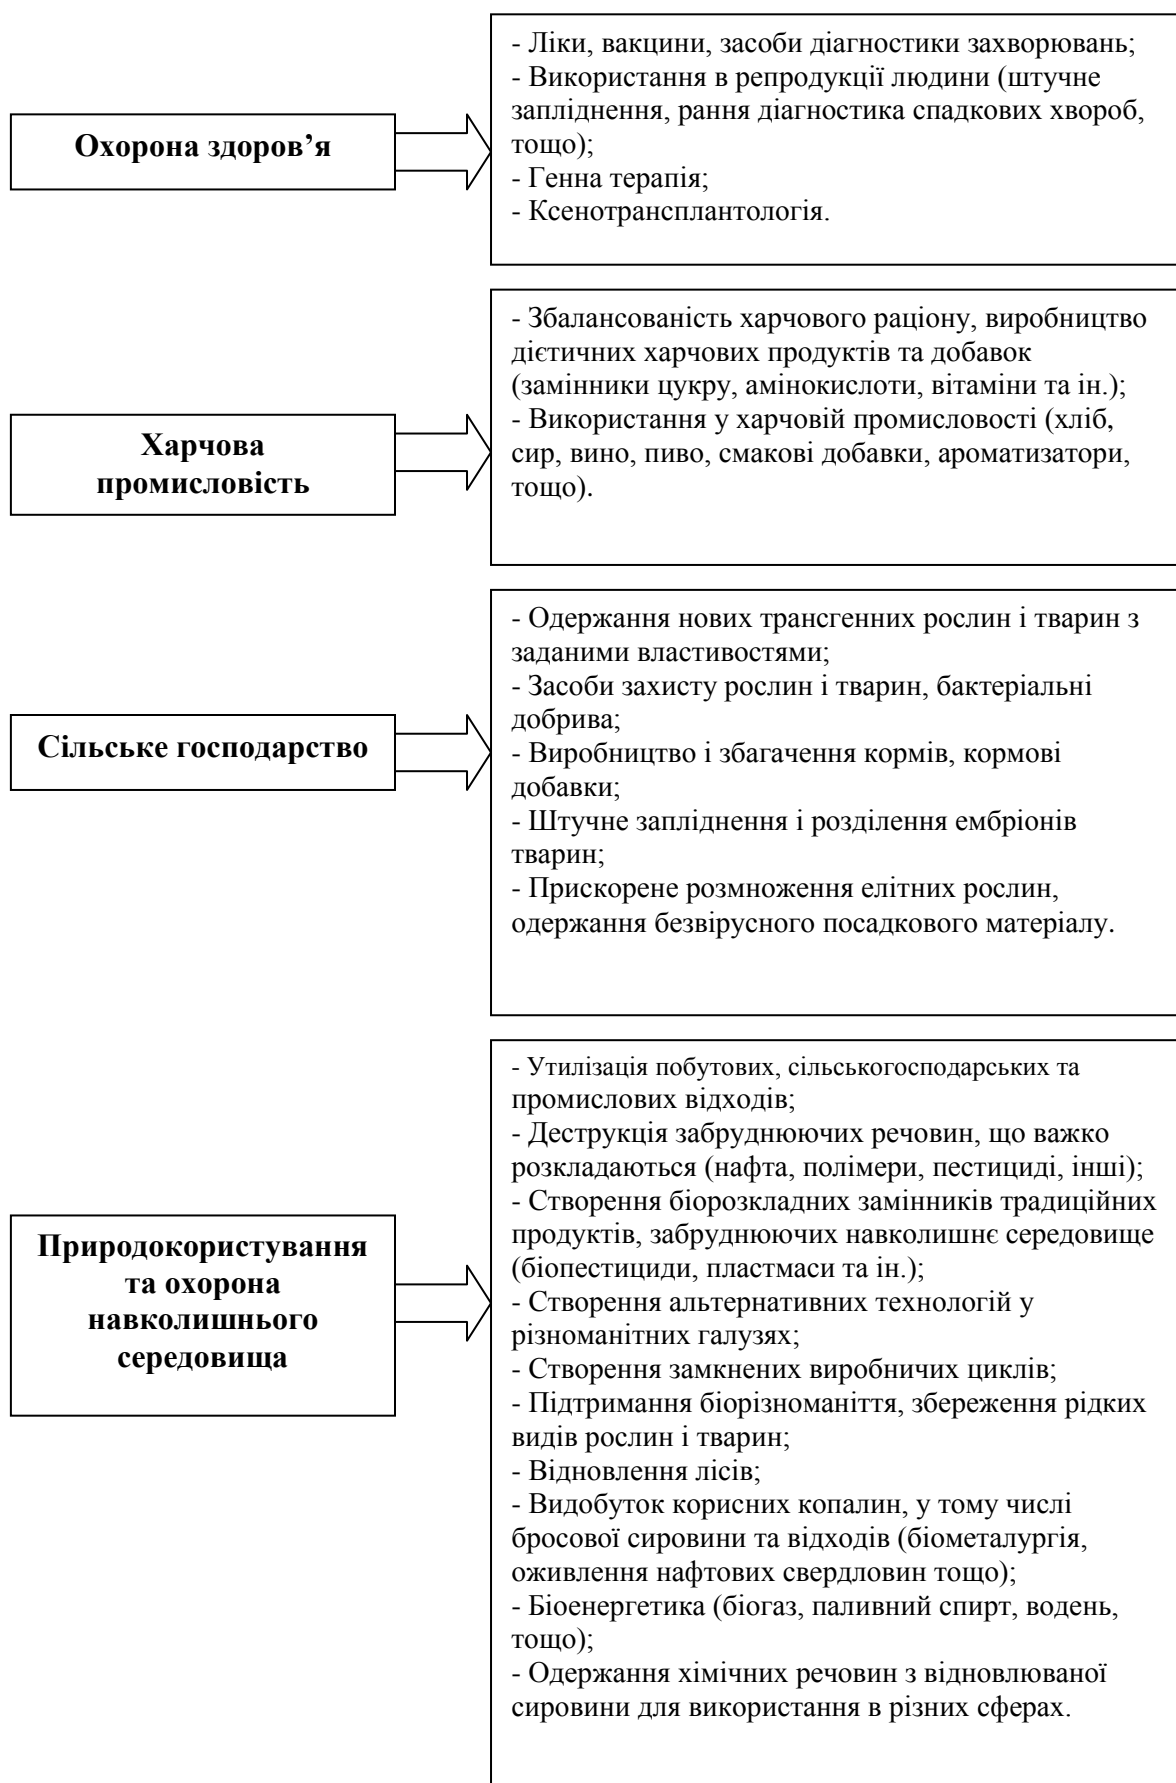 Охорона здоров’я
- Ліки, вакцини, засоби діагностики захворювань;
- Використання в репродукції людини (штучне
запліднення, рання діагностика спадкових хвороб,
тощо);
- Генна терапія;
- Ксенотрансплантологія.
Харчова
промисловість
- Збалансованість харчового раціону, виробництво
дієтичних харчових продуктів та добавок
(замінники цукру, амінокислоти, вітаміни та ін.);
- Використання у харчовій промисловості (хліб,
сир, вино, пиво, смакові добавки, ароматизатори,
тощо).
Сільське господарство
- Одержання нових трансгенних рослин і тварин з
заданими властивостями;
- Засоби захисту рослин і тварин, бактеріальні
добрива;
- Виробництво і збагачення кормів, кормові
добавки;
- Штучне запліднення і розділення ембріонів
тварин;
- Прискорене розмноження елітних рослин,
одержання безвірусного посадкового матеріалу.
Природокористування
та охорона
навколишнього
середовища
- Утилізація побутових, сільськогосподарських та
промислових відходів;
- Деструкція забруднюючих речовин, що важко
розкладаються (нафта, полімери, пестициді, інші);
- Створення біорозкладних замінників традиційних
продуктів, забруднюючих навколишнє середовище
(біопестициди, пластмаси та ін.);
- Створення альтернативних технологій у
різноманітних галузях;
- Створення замкнених виробничих циклів;
- Підтримання біорізноманіття, збереження рідких
видів рослин і тварин;
- Відновлення лісів;
- Видобуток корисних копалин, у тому числі
бросової сировини та відходів (біометалургія,
оживлення нафтових свердловин тощо);
- Біоенергетика (біогаз, паливний спирт, водень,
тощо);
- Одержання хімічних речовин з відновлюваної
сировини для використання в різних сферах.